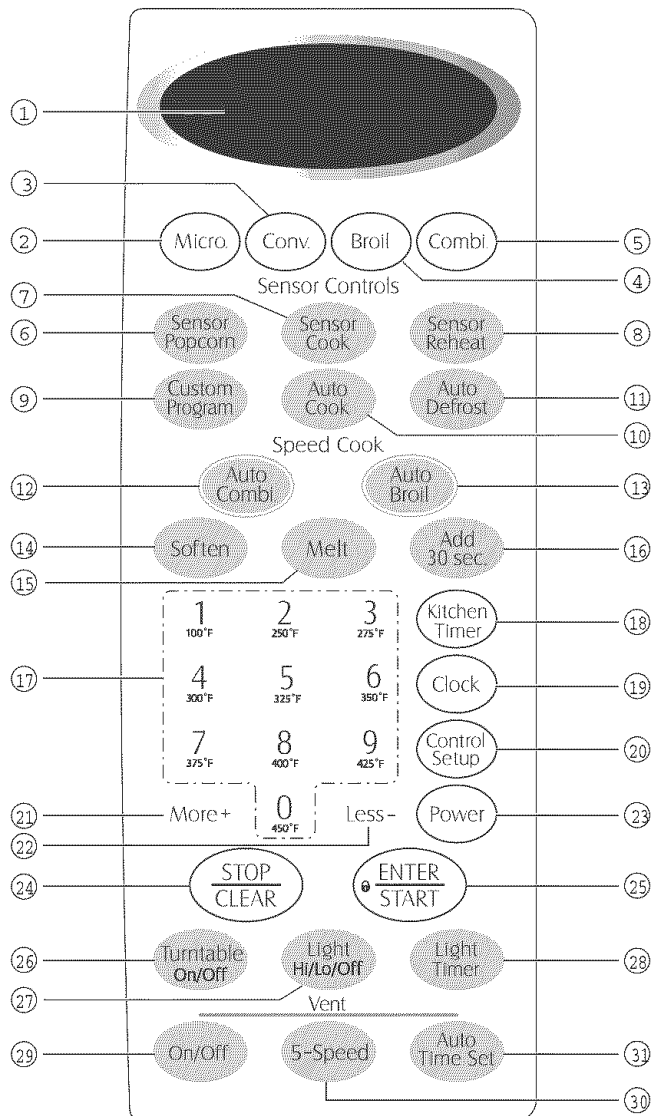 ①
③
② Micro. Conv. Broil Combi. ⑤
④
Sensor Controls
⑦
⑥ Sensor Popcorn Sensor Cook Sensor Reheat ⑧
⑨ Custom Program Auto Cook Auto Defrost ⑪
⑩
Speed Cook
⑫ Auto Combi Auto Broil ⑬
⑭ Soften Melt Add 30 sec. ⑯
⑮
1 2 3 Kitchen Timer ⑱
100°F 250°F 275°F
⑰ 4 5 6 Clock ⑲
300°F 325°F 350°F
7 8 9 Control Setup ⑳
375°F 400°F 425°F
㉑ More+ 0 Less- Power ㉓
450°F
㉒
㉔ STOP CLEAR ENTER START ㉕
㉖ Turntable On/Off Light Hi/Lo/Off Light Timer ㉘
㉗
Vent
㉙ On/Off 5-Speed Auto Time Set ㉛
㉚